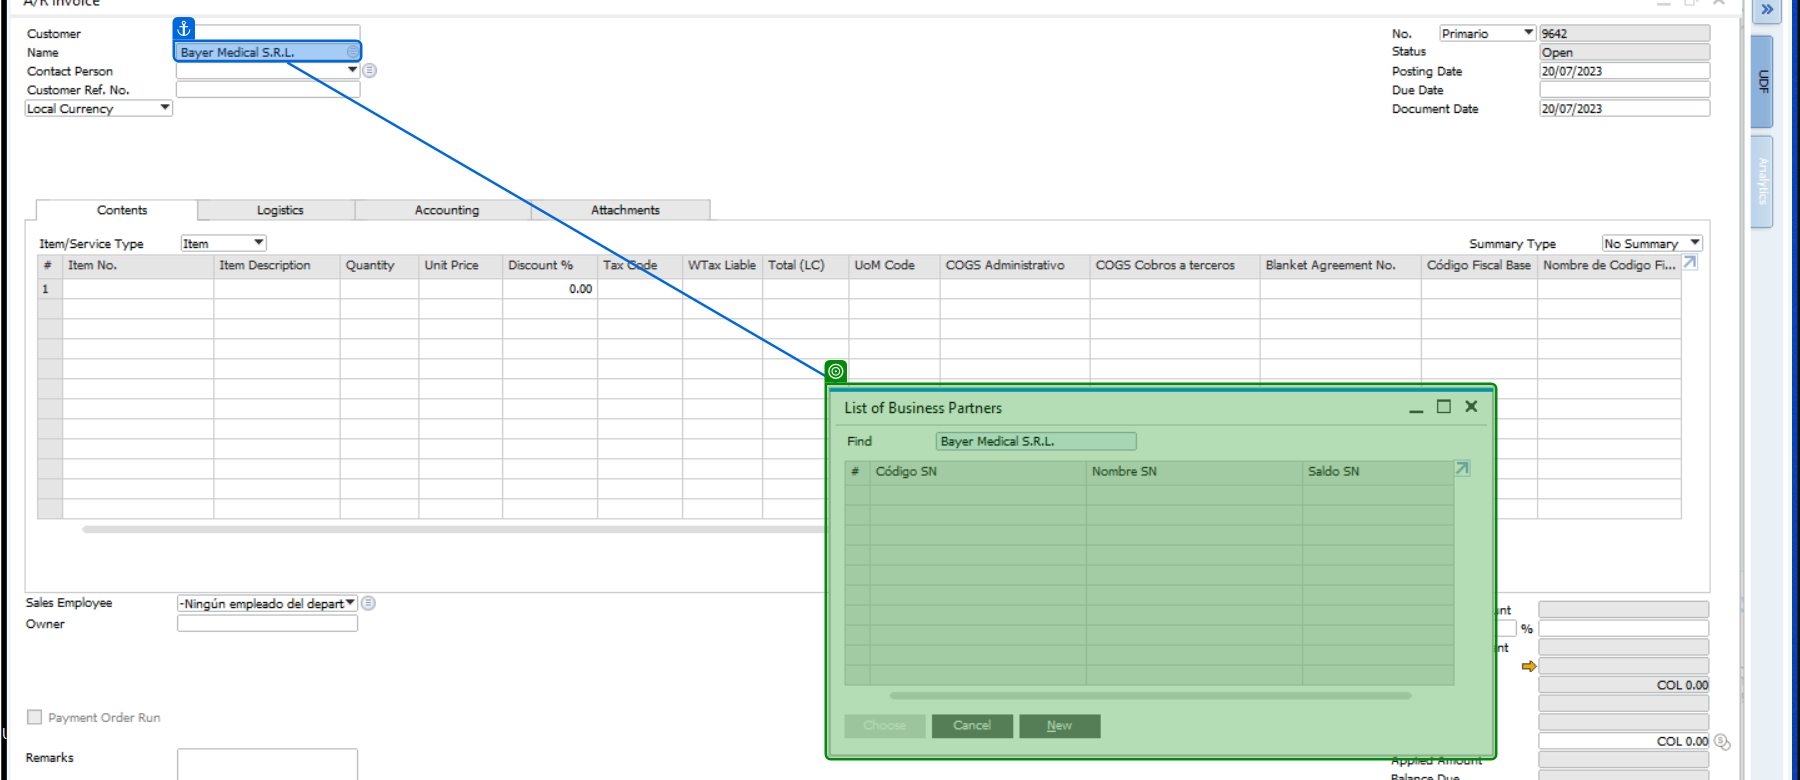 A/R Invoice
Customer
Name Bayer Medical S.R.L.
Contact Person
Customer Ref. No.
Local Currency
No. Primario 9642
Status Open
Posting Date 20/07/2023
Due Date
Document Date 20/07/2023
UDF
Analytics
Contents Logistics Accounting Attachments
Item/Service Type Item
Summary Type No Summary
# Item No. Item Description Quantity Unit Price Discount % Tax Code WTax Liable Total (LC) UoM Code COGS Administrativo COGS Cobros a terceros Blanket Agreement No. Código Fiscal Base Nombre de Codigo Fi...
1 0.00
List of Business Partners
Find Bayer Medical S.R.L.
# Código SN Nombre SN Saldo SN
Choose Cancel New
Sales Employee -Ningún empleado del depart
Owner
Payment Order Run
Remarks
%
COL 0.00
COL 0.00
Applied Amount
Balance Due